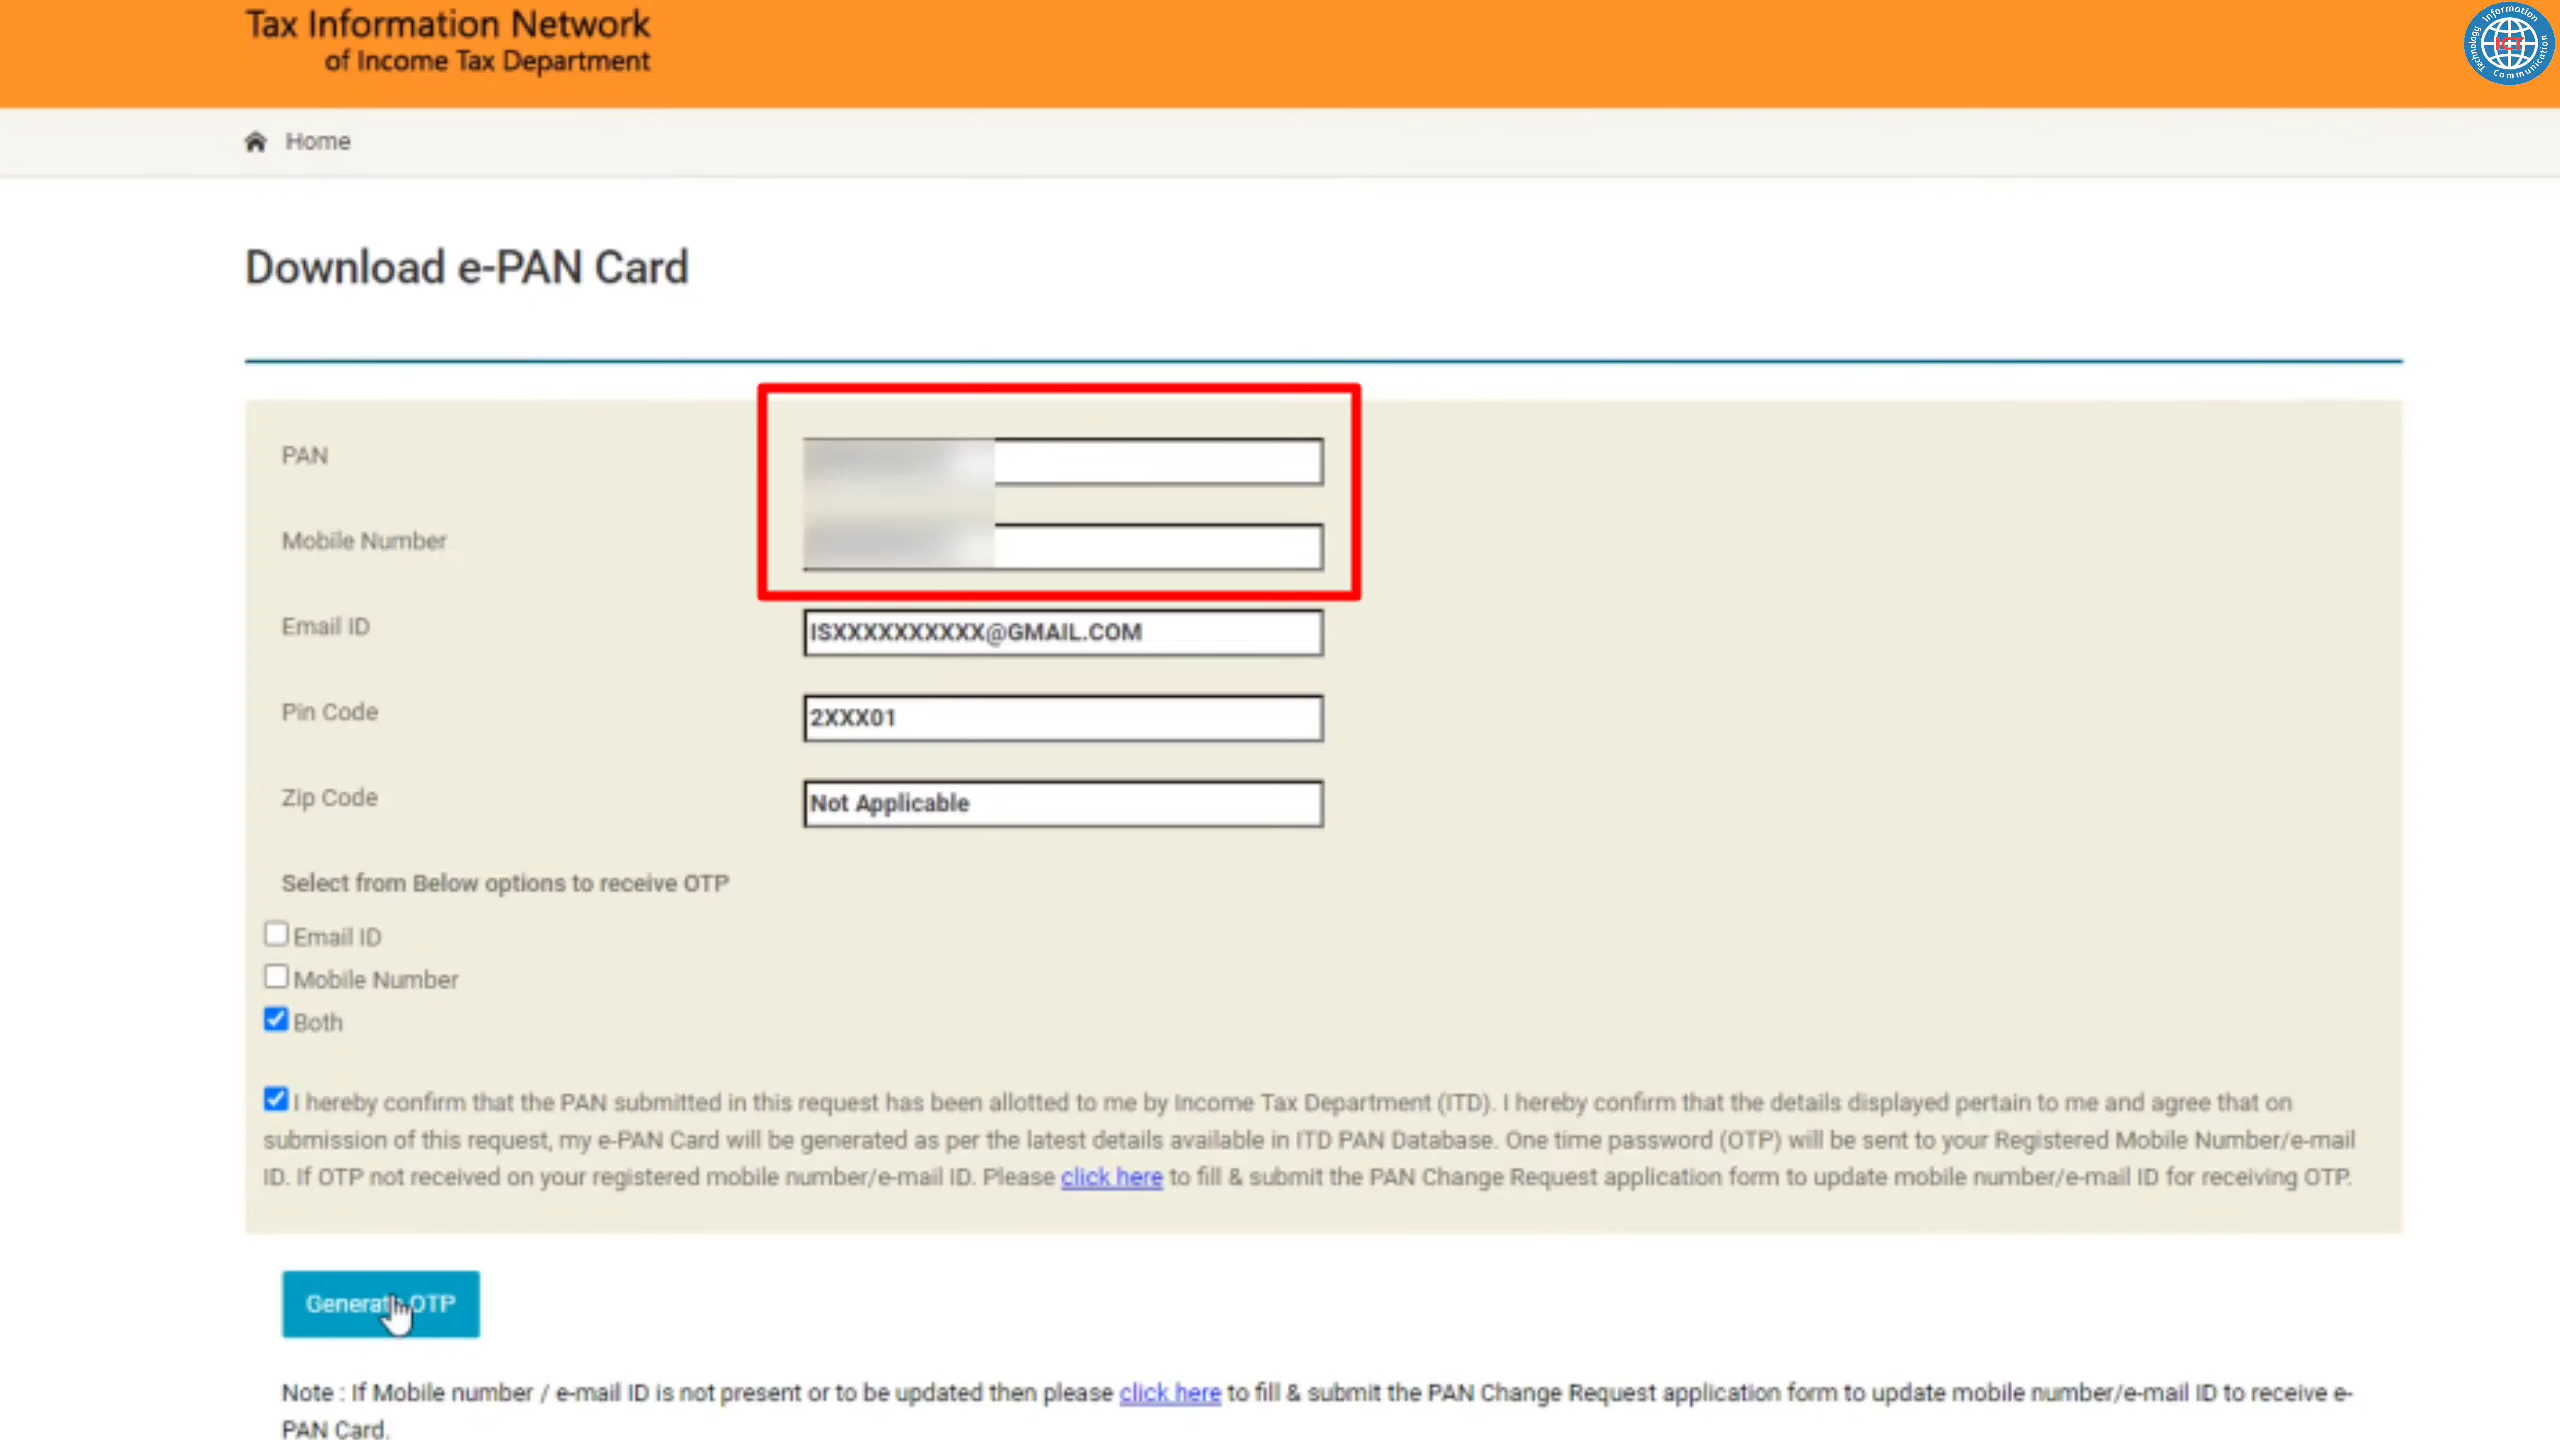 Tax Information Network
of Income Tax Department
Information
Technology
ICT
Communication
Home
Download e-PAN Card
PAN
Mobile Number
Email ID
ISXXXXXXXXXX@GMAIL.COM
Pin Code
2XXX01
Zip Code
Not Applicable
Select from Below options to receive OTP
Email ID
Mobile Number
Both
I hereby confirm that the PAN submitted in this request has been allotted to me by Income Tax Department (ITD). I hereby confirm that the details displayed pertain to me and agree that on
submission of this request, my e-PAN Card will be generated as per the latest details available in ITD PAN Database. One time password (OTP) will be sent to your Registered Mobile Number/e-mail
ID. If OTP not received on your registered mobile number/e-mail ID. Please click here to fill & submit the PAN Change Request application form to update mobile number/e-mail ID for receiving OTP.
Generate OTP
Note : If Mobile number / e-mail ID is not present or to be updated then please click here to fill & submit the PAN Change Request application form to update mobile number/e-mail ID to receive e-
PAN Card.